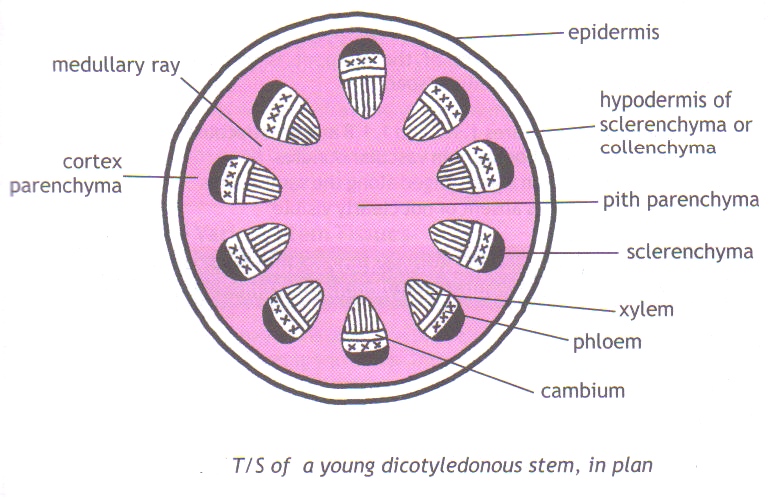 epidermis
medullary ray
hypodermis of
sclerenchyma or
collenchyma
cortex
parenchyma
pith parenchyma
sclerenchyma
xylem
phloem
cambium
T/S of a young dicotyledonous stem, in plan